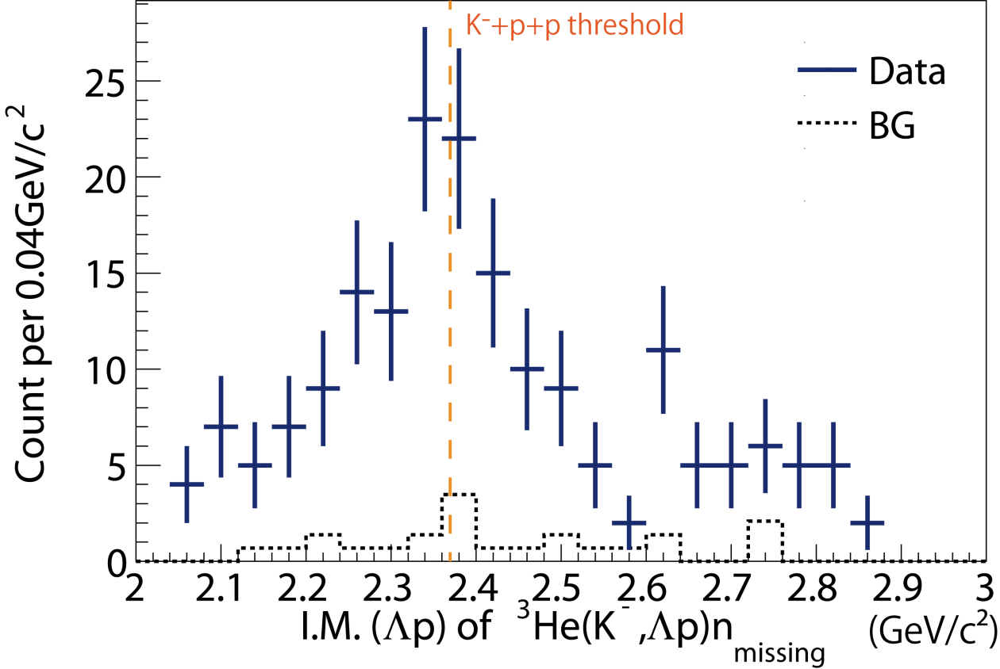 K⁻+p+p threshold
Data
BG
Count per 0.04GeV/c²
25
20
15
10
5
0
2 2.1 2.2 2.3 2.4 2.5 2.6 2.7 2.8 2.9 3
I.M. (Λp) of ³He(K⁻,Λp)n missing (GeV/c²)